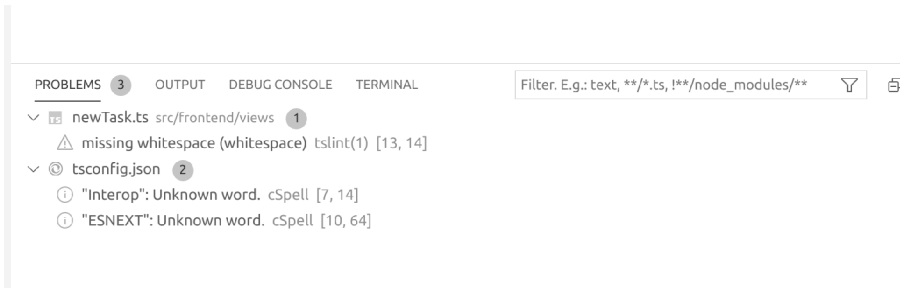 PROBLEMS 3 OUTPUT DEBUG CONSOLE TERMINAL Filter. E.g.: text, **/*.ts, !**/node_modules/**
TS newTask.ts src/frontend/views 1
missing whitespace (whitespace) tslint(1) [13, 14]
tsconfig.json 2
"Interop": Unknown word. cSpell [7, 14]
"ESNEXT": Unknown word. cSpell [10, 64]